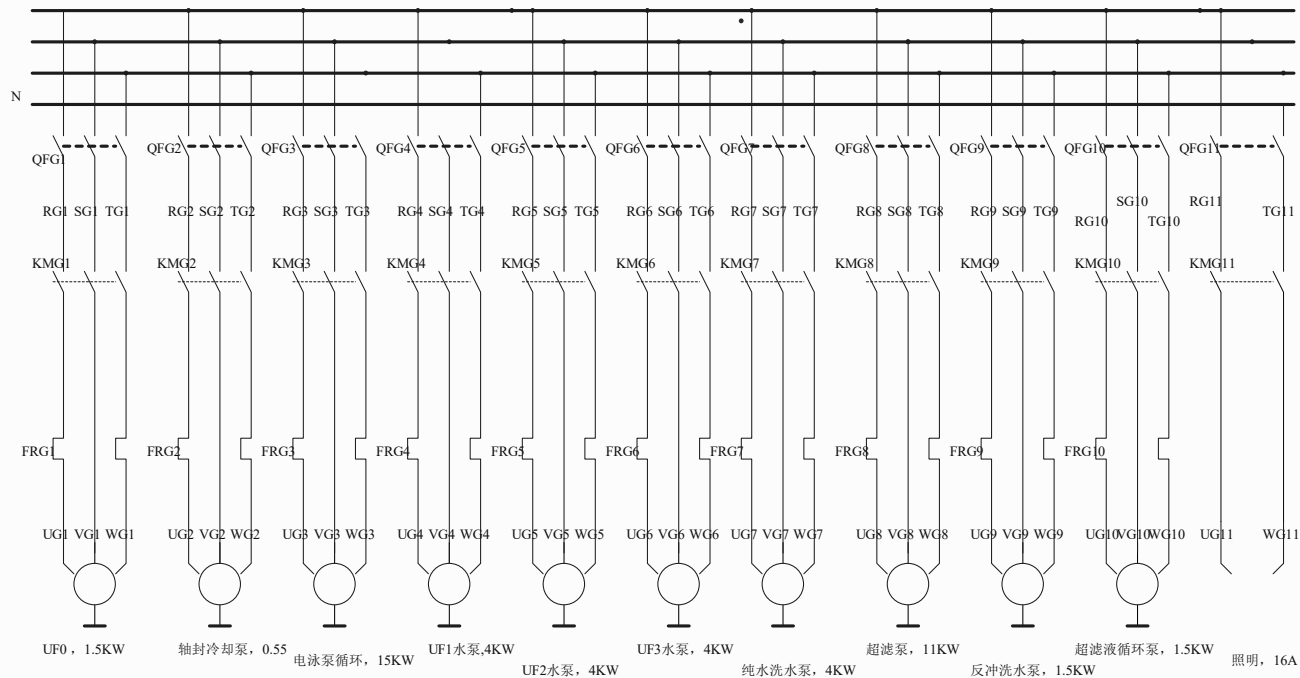 N
QFG1 QFG2 QFG3 QFG4 QFG5 QFG6 QFG7 QFG8 QFG9 QFG10 QFG11
RG1 SG1 TG1 RG2 SG2 TG2 RG3 SG3 TG3 RG4 SG4 TG4 RG5 SG5 TG5 RG6 SG6 TG6 RG7 SG7 TG7 RG8 SG8 TG8 RG9 SG9 TG9 RG10 SG10 TG10 RG11 TG11
KMG1 KMG2 KMG3 KMG4 KMG5 KMG6 KMG7 KMG8 KMG9 KMG10 KMG11
FRG1 FRG2 FRG3 FRG4 FRG5 FRG6 FRG7 FRG8 FRG9 FRG10
UG1 VG1 WG1 UG2 VG2 WG2 UG3 VG3 WG3 UG4 VG4 WG4 UG5 VG5 WG5 UG6 VG6 WG6 UG7 VG7 WG7 UG8 VG8 WG8 UG9 VG9 WG9 UG10 VG10 WG10 UG11 WG11
UF0，1.5KW
轴封冷却泵，0.55
电泳泵循环，15KW
UF1水泵,4KW
UF2水泵，4KW
UF3水泵，4KW
纯水洗水泵，4KW
超滤泵，11KW
反冲洗水泵，1.5KW
超滤液循环泵，1.5KW
照明，16A